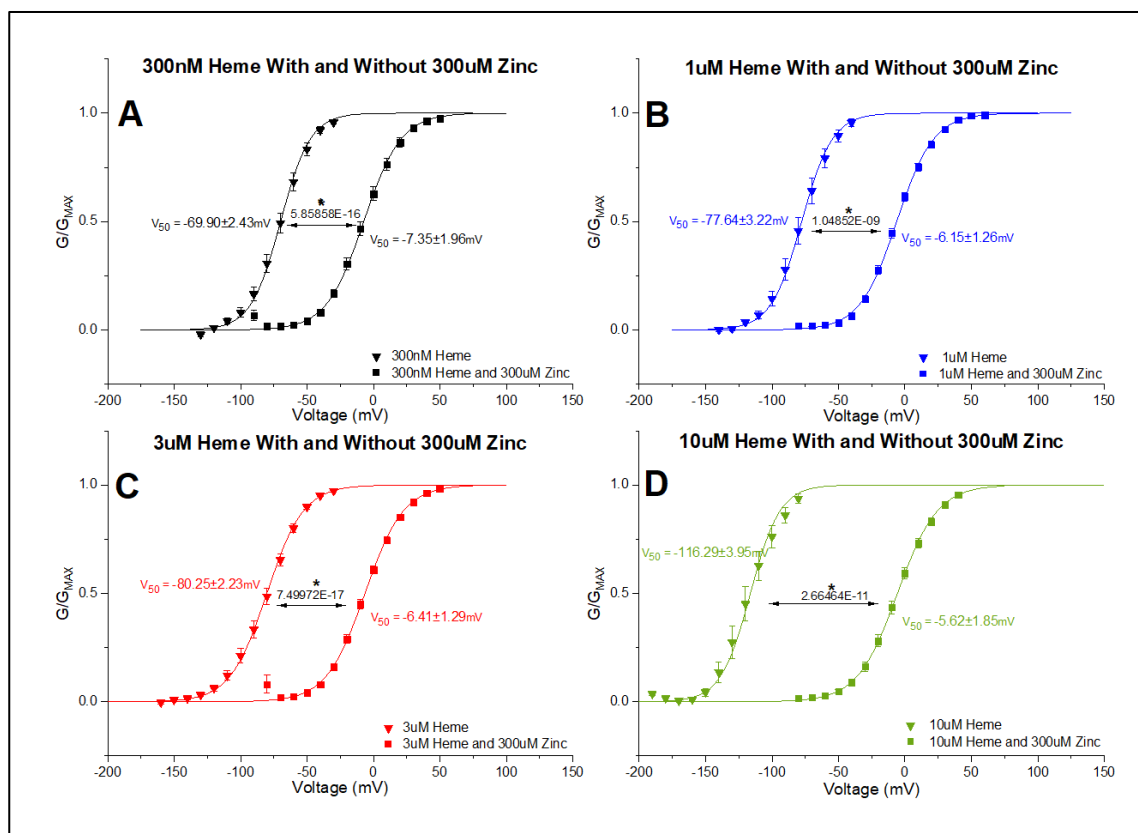 300nM Heme With and Without 300uM Zinc
A
1.0
0.5
0.0
G/GMAX
V50 = -69.90±2.43mV
*
5.85858E-16
V50 = -7.35±1.96mV
300nM Heme
300nM Heme and 300uM Zinc
-200 -150 -100 -50 0 50 100 150
Voltage (mV)
1uM Heme With and Without 300uM Zinc
B
1.0
0.5
0.0
G/GMAX
V50 = -77.64±3.22mV
*
1.04852E-09
V50 = -6.15±1.26mV
1uM Heme
1uM Heme and 300uM Zinc
-200 -150 -100 -50 0 50 100 150
Voltage (mV)
3uM Heme With and Without 300uM Zinc
C
1.0
0.5
0.0
G/GMAX
V50 = -80.25±2.23mV
*
7.49972E-17
V50 = -6.41±1.29mV
3uM Heme
3uM Heme and 300uM Zinc
-200 -150 -100 -50 0 50 100 150
Voltage (mV)
10uM Heme With and Without 300uM Zinc
D
1.0
0.5
0.0
G/GMAX
V50 = -116.29±3.95mV
*
2.66464E-11
V50 = -5.62±1.85mV
10uM Heme
10uM Heme and 300uM Zinc
-200 -150 -100 -50 0 50 100 150
Voltage (mV)